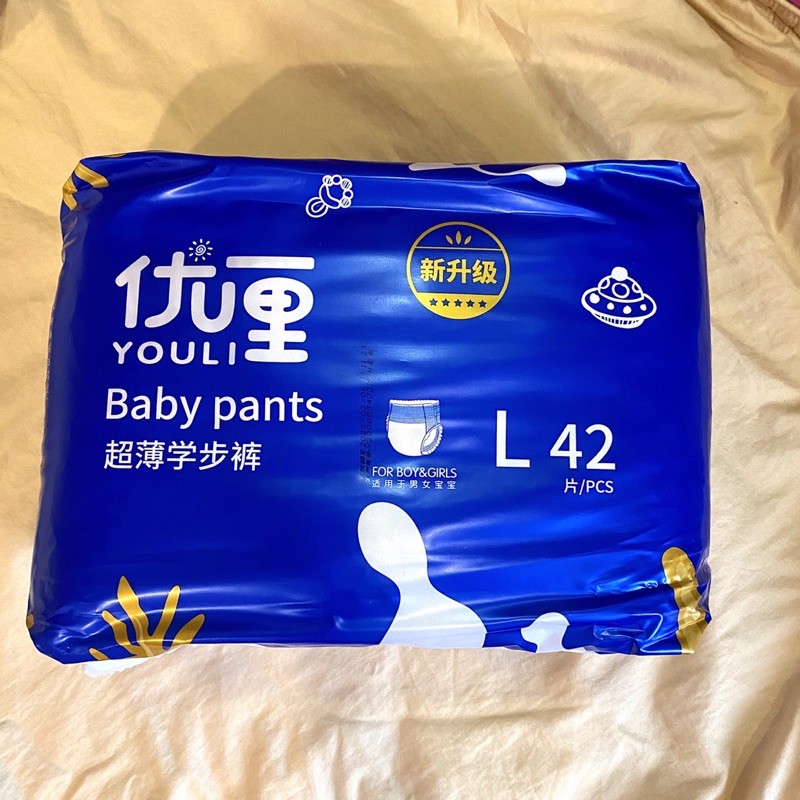 优里
YOULI
新升级
Baby pants
超薄学步裤
FOR BOY&GIRLS
适用于男女宝宝
L 42
片/PCS